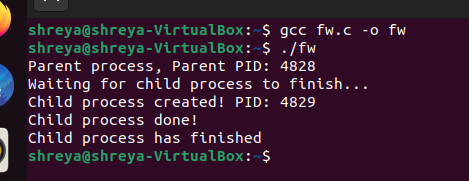 shreya@shreya-VirtualBox:~$ gcc fw.c -o fw
shreya@shreya-VirtualBox:~$ ./fw
Parent process, Parent PID: 4828
Waiting for child process to finish...
Child process created! PID: 4829
Child process done!
Child process has finished
shreya@shreya-VirtualBox:~$